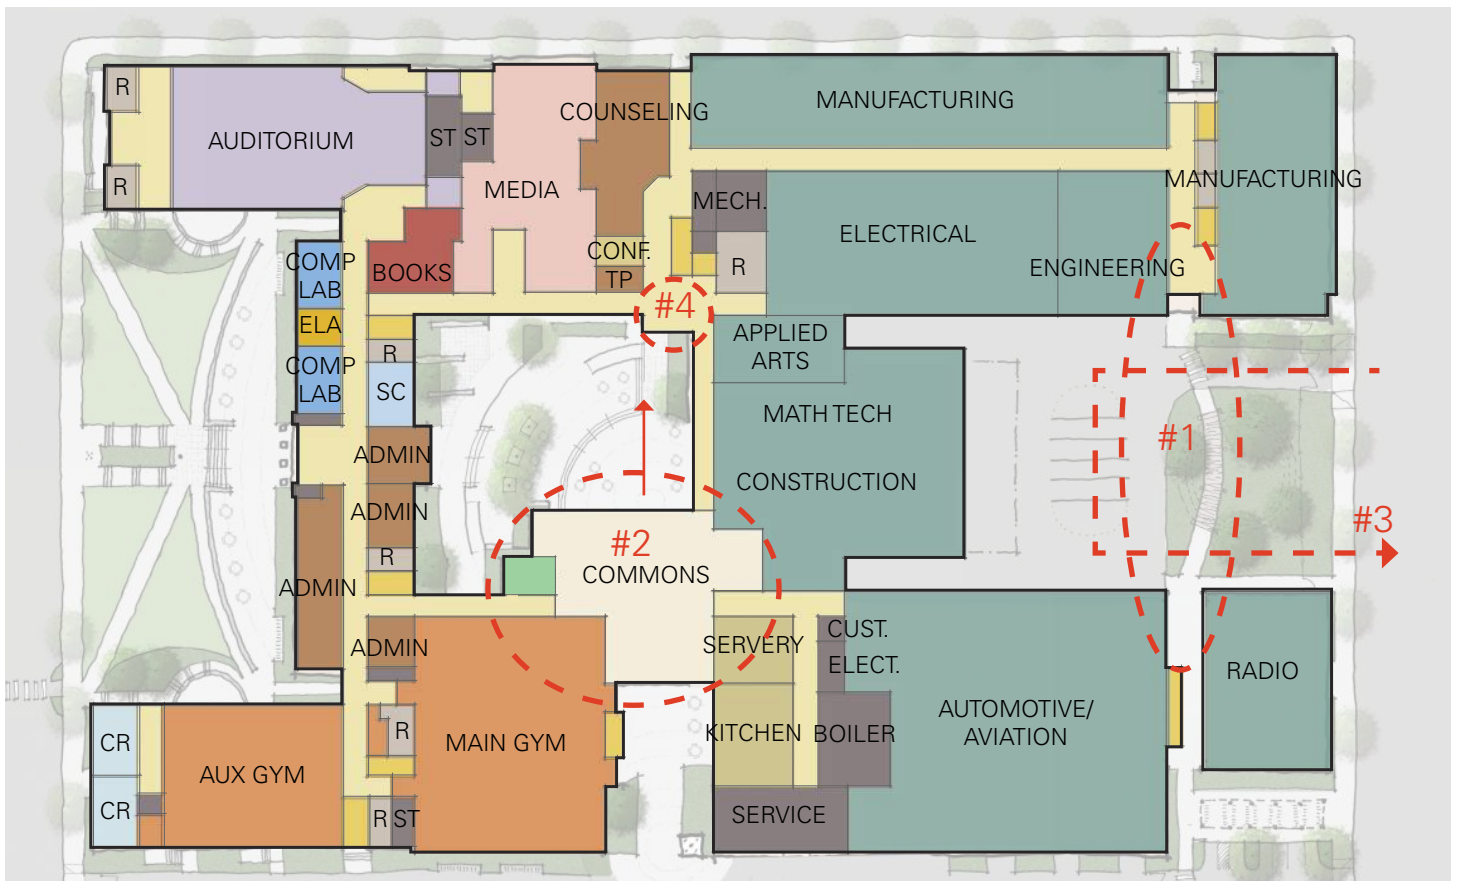 R
AUDITORIUM
R
ST
ST
MEDIA
COUNSELING
MANUFACTURING
MANUFACTURING
MECH.
ELECTRICAL
ENGINEERING
R
CONF.
TP
BOOKS
COMP
LAB
ELA
COMP
LAB
R
SC
#4
APPLIED
ARTS
MATH TECH
CONSTRUCTION
#1
#3
ADMIN
ADMIN
R
ADMIN
ADMIN
#2
COMMONS
SERVERY
CUST.
ELECT.
RADIO
KITCHEN
BOILER
AUTOMOTIVE/
AVIATION
SERVICE
MAIN GYM
R
AUX GYM
CR
CR
R
ST